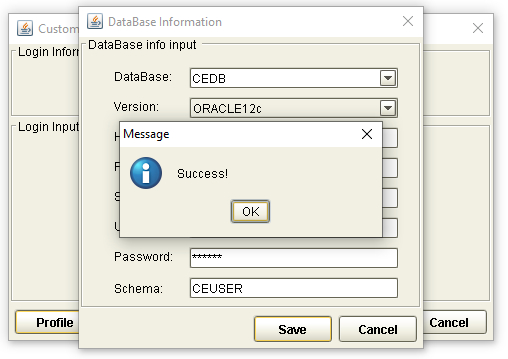 Custom
DataBase Information
Login Inform
DataBase info input
DataBase:
CEDB
Version:
ORACLE12c
Login Input
Message
Success!
OK
Password:
******
Schema:
CEUSER
Profile
Save
Cancel
Cancel